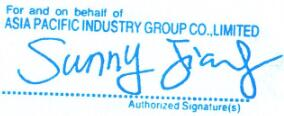 For and on behalf of
ASIA PACIFIC INDUSTRY GROUP CO.,LIMITED
Sunny Jiang
Authorized Signature(s)